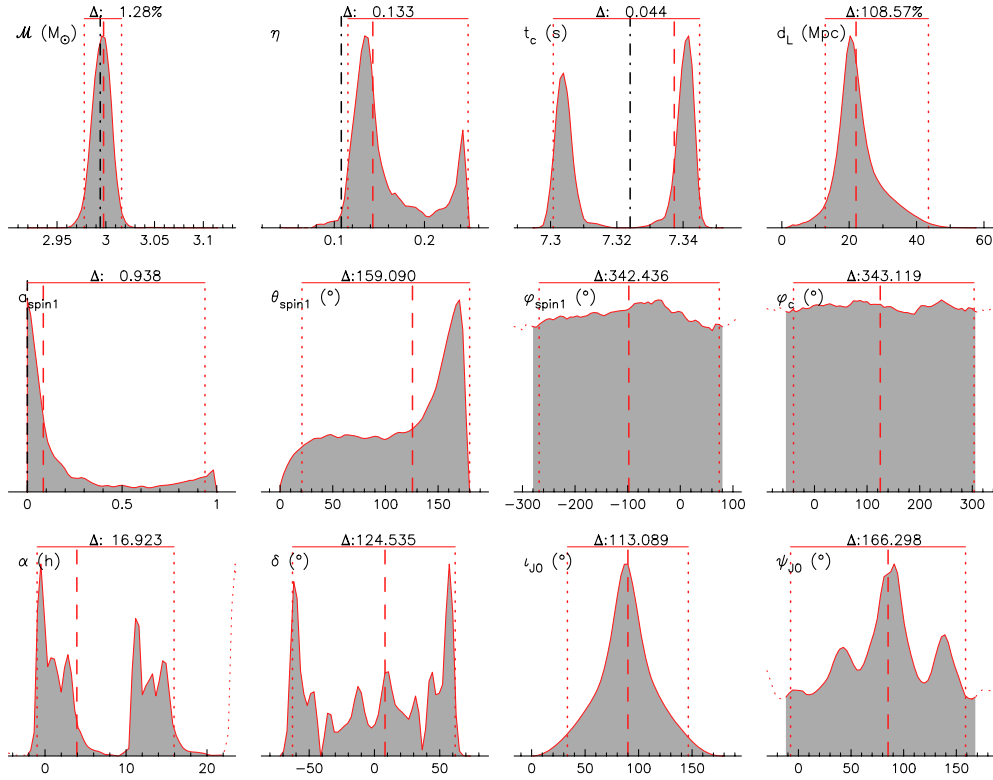 Δ: 1.28%
Δ: 0.133
Δ: 0.044
Δ:108.57%
ℳ (M⊙)
η
t_c (s)
d_L (Mpc)
2.95 3 3.05 3.1
0.1 0.2
7.3 7.32 7.34
0 20 40 60
Δ: 0.938
Δ:159.090
Δ:342.436
Δ:343.119
a_spin1
θ_spin1 (°)
φ_spin1 (°)
φ_c (°)
0 0.5 1
0 50 100 150
−300 −200 −100 0 100
0 100 200 300
Δ: 16.923
Δ:124.535
Δ:113.089
Δ:166.298
α (h)
δ (°)
ι_J0 (°)
ψ_J0 (°)
0 10 20
−50 0 50
0 50 100 150
0 50 100 150